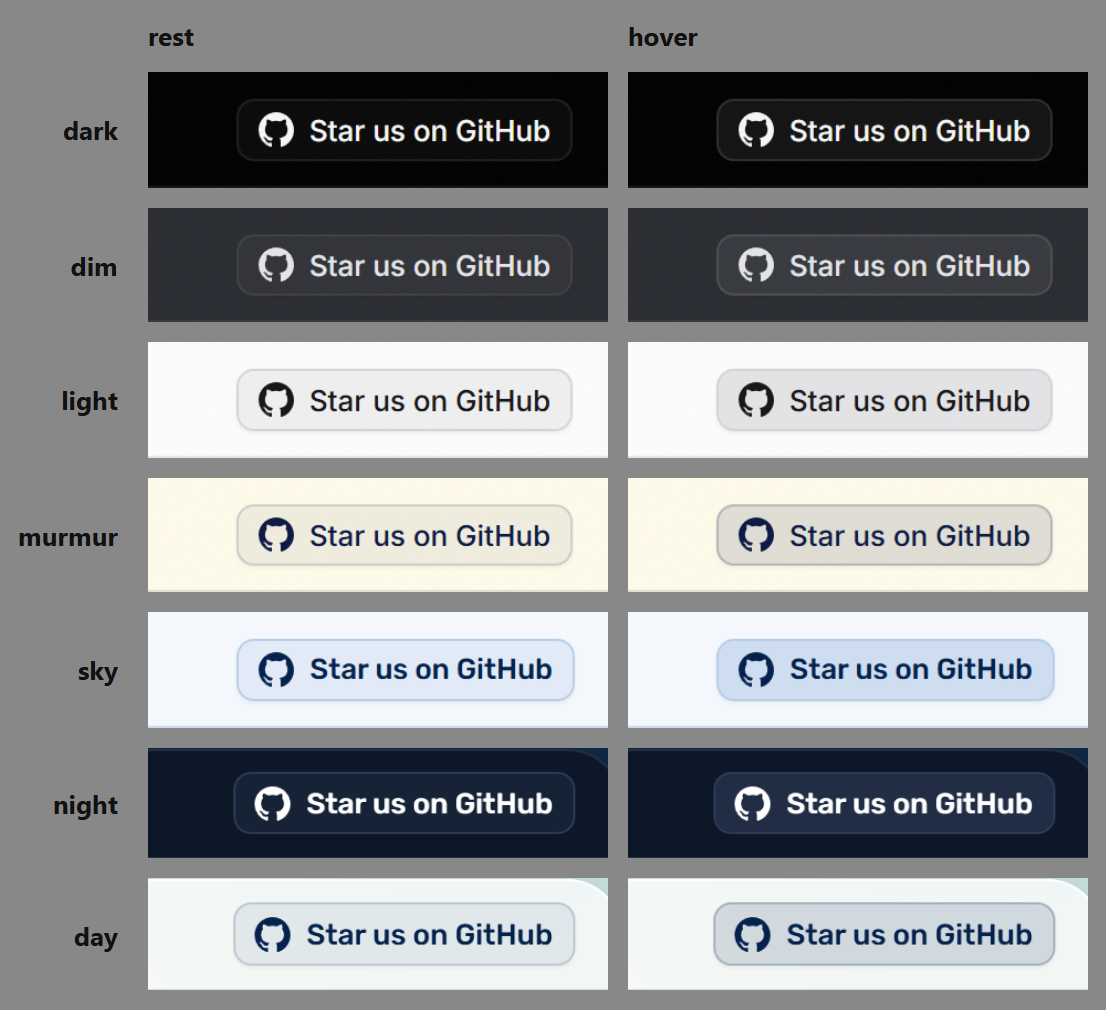 rest hover
dark Star us on GitHub Star us on GitHub
dim Star us on GitHub Star us on GitHub
light Star us on GitHub Star us on GitHub
murmur Star us on GitHub Star us on GitHub
sky Star us on GitHub Star us on GitHub
night Star us on GitHub Star us on GitHub
day Star us on GitHub Star us on GitHub